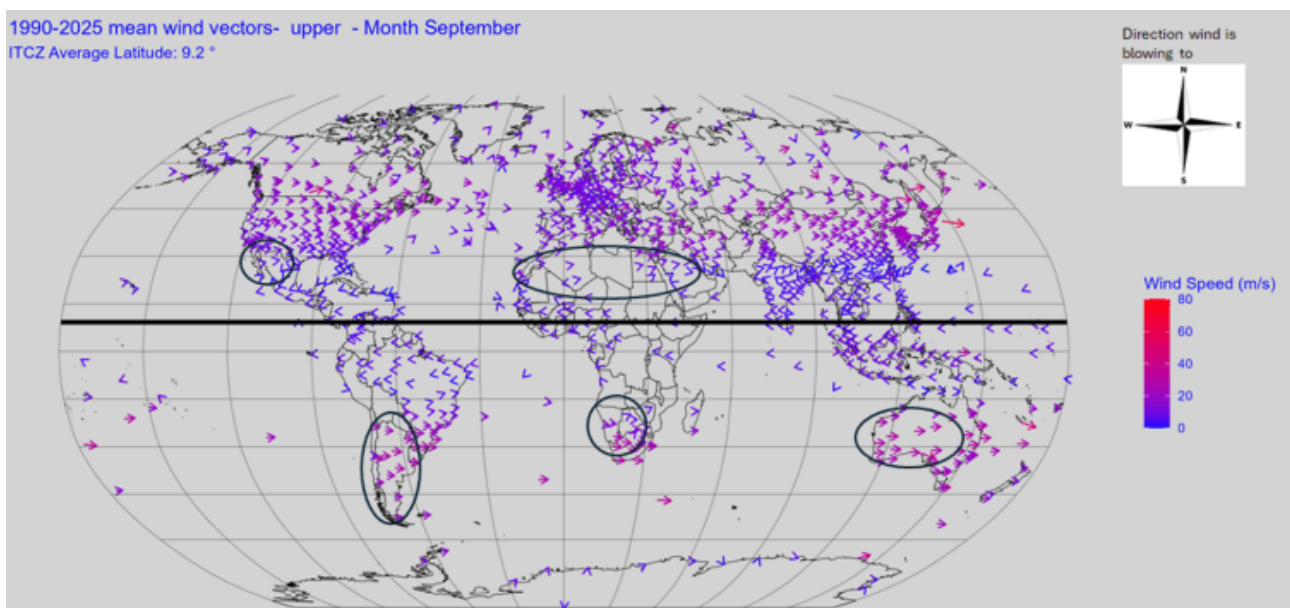 1990-2025 mean wind vectors-  upper  - Month September
ITCZ Average Latitude: 9.2 °
Direction wind is
blowing to
N
W E
S
Wind Speed (m/s)
80
60
40
20
0